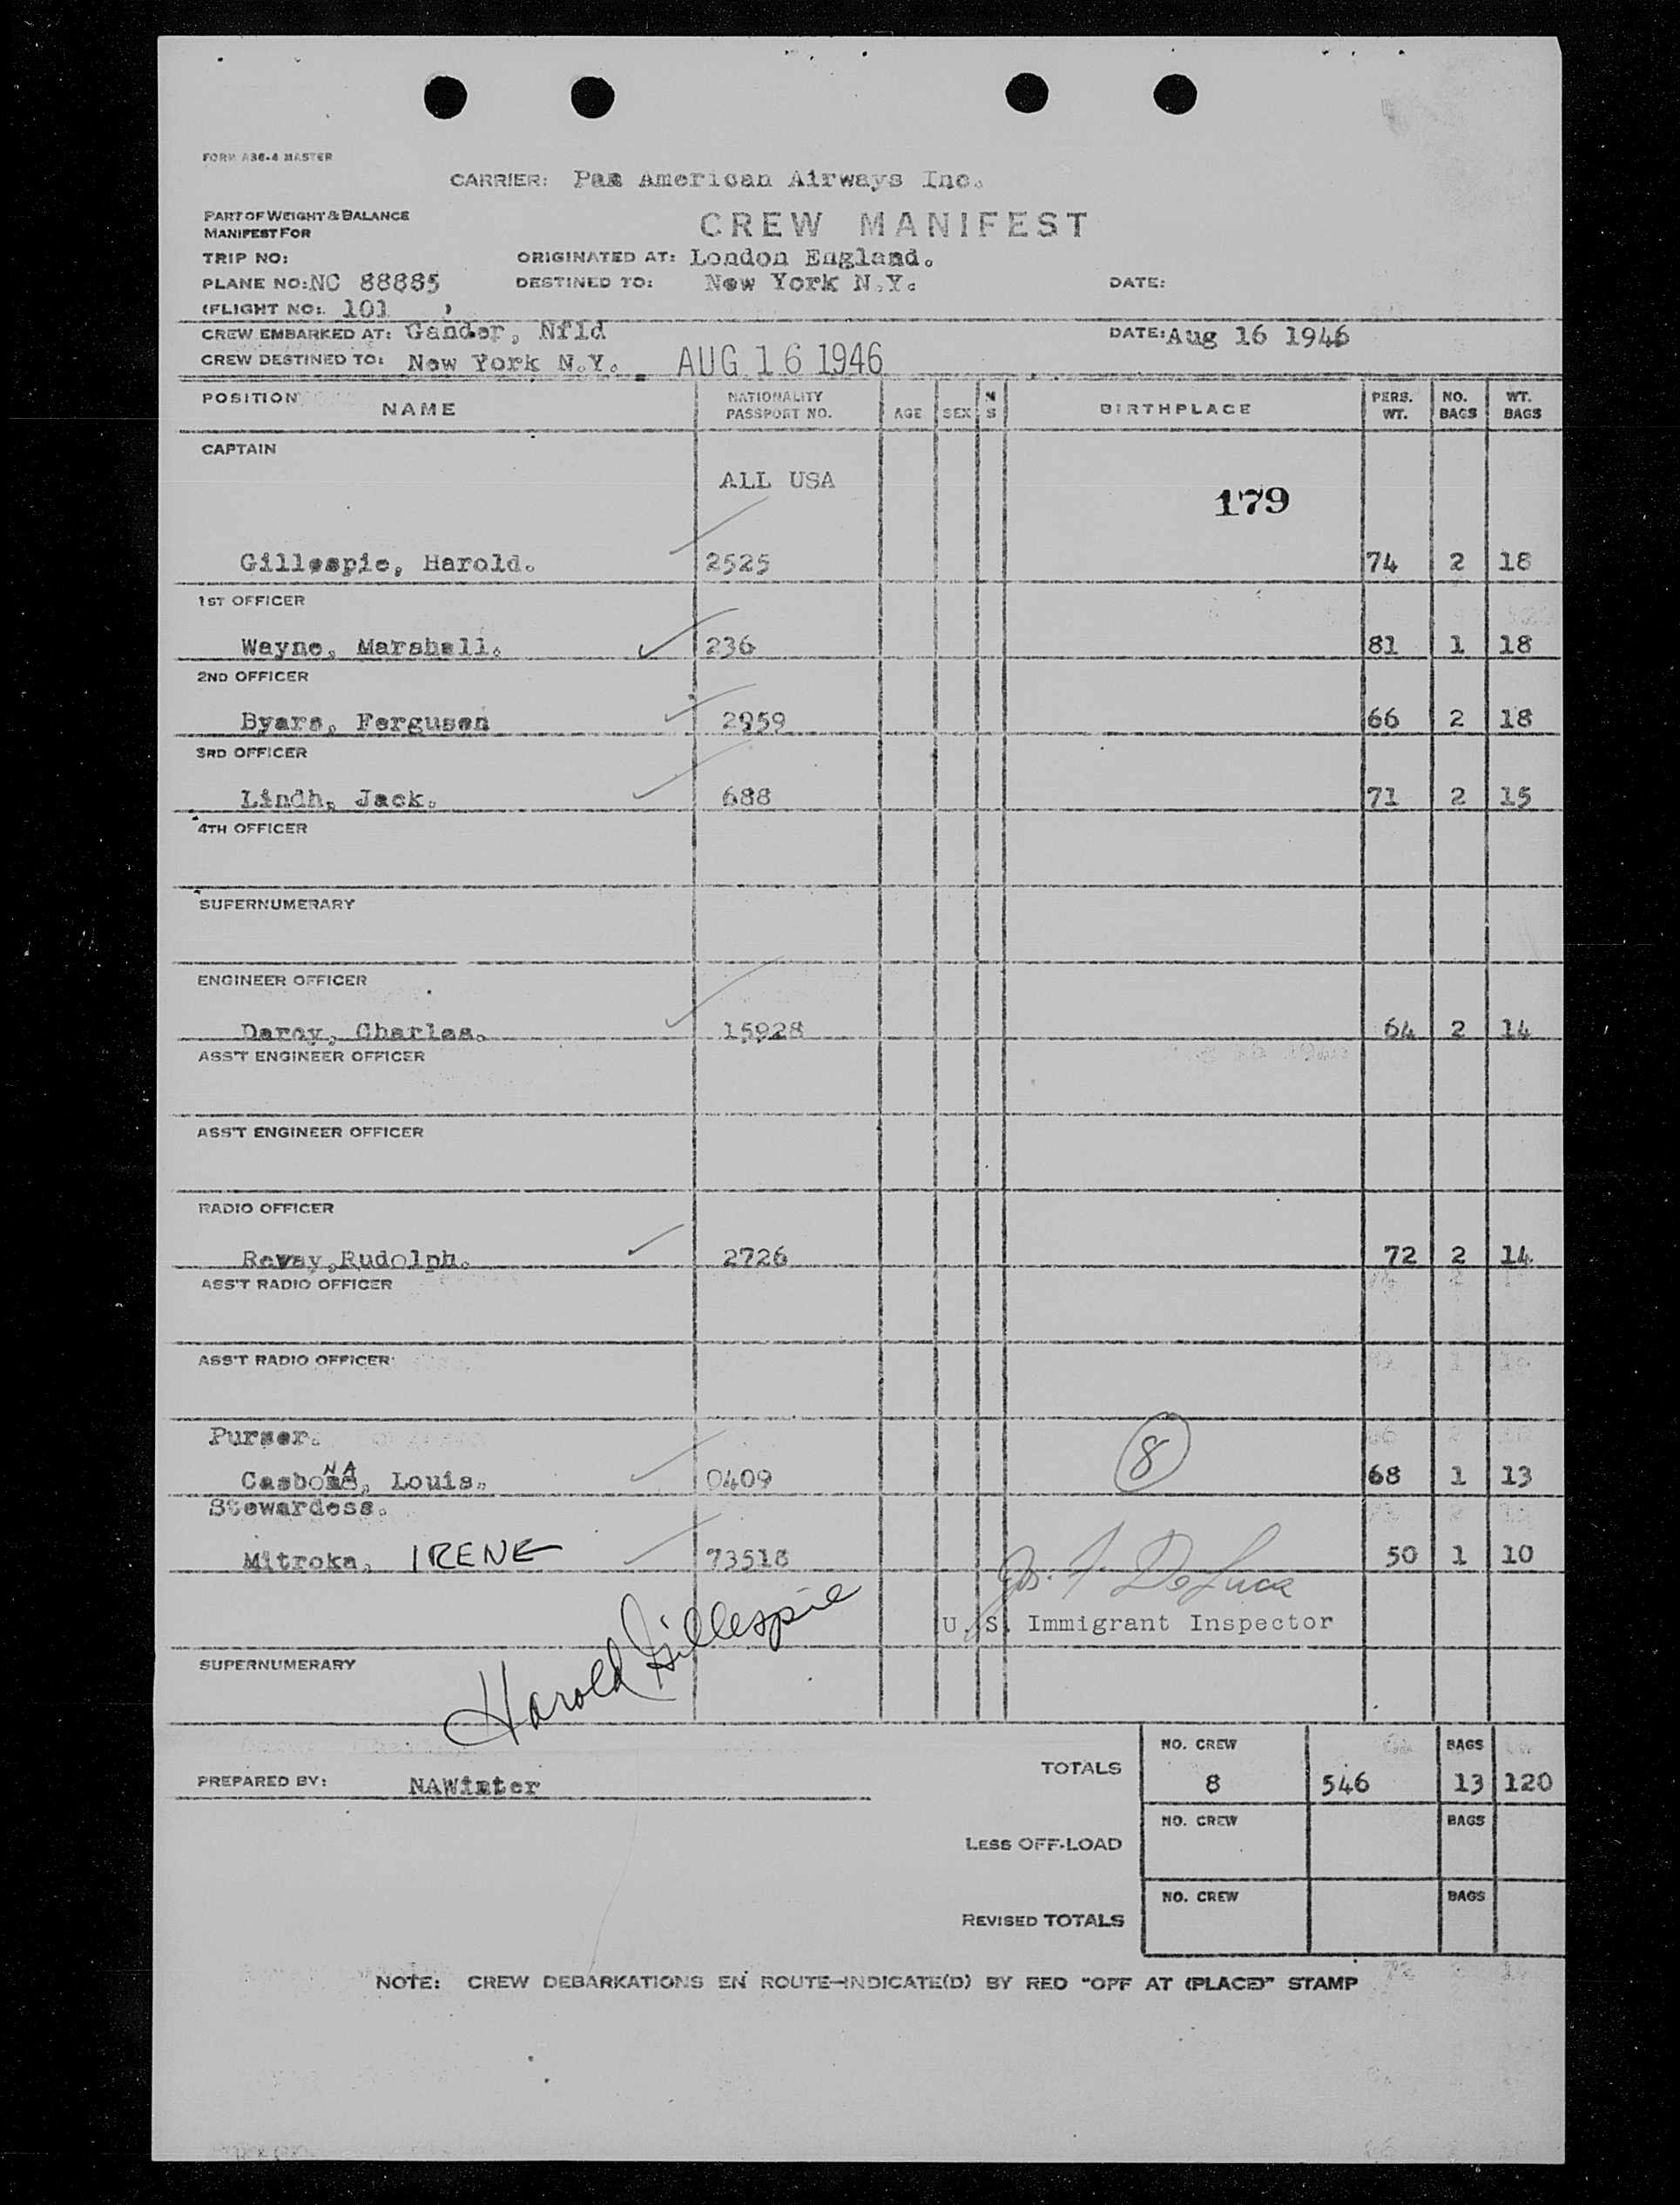 FORM A36-4 MASTER
CARRIER: Pan American Airways Inc.
PART OF WEIGHT & BALANCE
MANIFEST FOR
CREW MANIFEST
TRIP NO: ORIGINATED AT: London England.
PLANE NO: NC 88885 DESTINED TO: New York N.Y. DATE:
(FLIGHT NO: 101 )
CREW EMBARKED AT: Gander, Nfld DATE: Aug 16 1946
CREW DESTINED TO: New York N.Y. AUG 16 1946
POSITION NAME NATIONALITY PASSPORT NO. AGE SEX M S BIRTHPLACE PERS. WT. NO. BAGS WT. BAGS
CAPTAIN
ALL USA
179
Gillespie, Harold. 2525 74 2 18
1ST OFFICER
Wayne, Marshall. 236 81 1 18
2ND OFFICER
Byars, Ferguson 2959 66 2 18
3RD OFFICER
Lindh, Jack. 688 71 2 15
4TH OFFICER
SUPERNUMERARY
ENGINEER OFFICER
Darcy, Charles. 15928 64 2 14
ASS'T ENGINEER OFFICER
ASS'T ENGINEER OFFICER
RADIO OFFICER
Revay,Rudolph. 2726 72 2 14
ASS'T RADIO OFFICER
ASS'T RADIO OFFICER
Purser.
8
NA
Casbona, Louis. 0409 68 1 13
Stewardess.
Mitroka, IRENE 73518 50 1 10
Jos. F. DeLuca
Harold Gillespie
U. S. Immigrant Inspector
SUPERNUMERARY
TOTALS NO. CREW 8 546 BAGS 13 120
PREPARED BY: NAWinter
LESS OFF-LOAD NO. CREW BAGS
REVISED TOTALS NO. CREW BAGS
NOTE: CREW DEBARKATIONS EN ROUTE—INDICATE(D) BY RED "OFF AT (PLACE)" STAMP